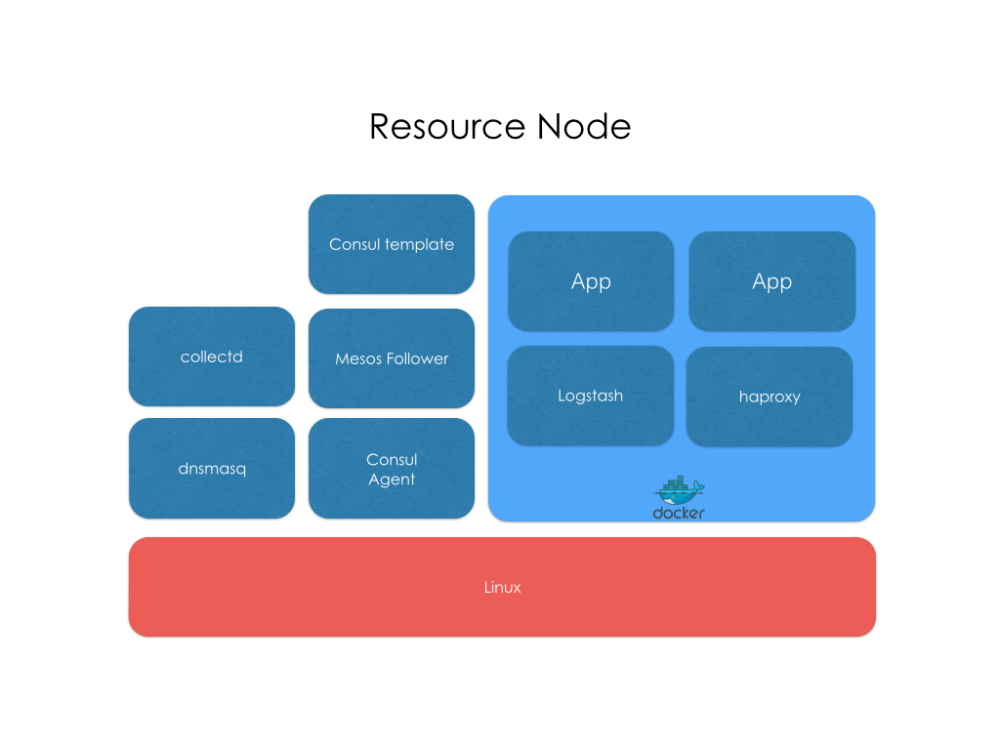 Resource Node
Consul template
App
App
collectd
Mesos Follower
Logstash
haproxy
dnsmasq
Consul
Agent
docker
Linux